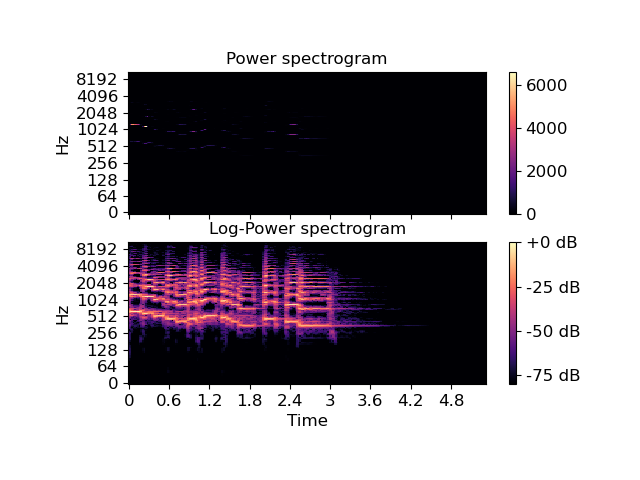 Power spectrogram
8192
4096
2048
1024
512
256
128
64
0
Hz
6000
4000
2000
0
Log-Power spectrogram
8192
4096
2048
1024
512
256
128
64
0
Hz
+0 dB
-25 dB
-50 dB
-75 dB
0 0.6 1.2 1.8 2.4 3 3.6 4.2 4.8
Time